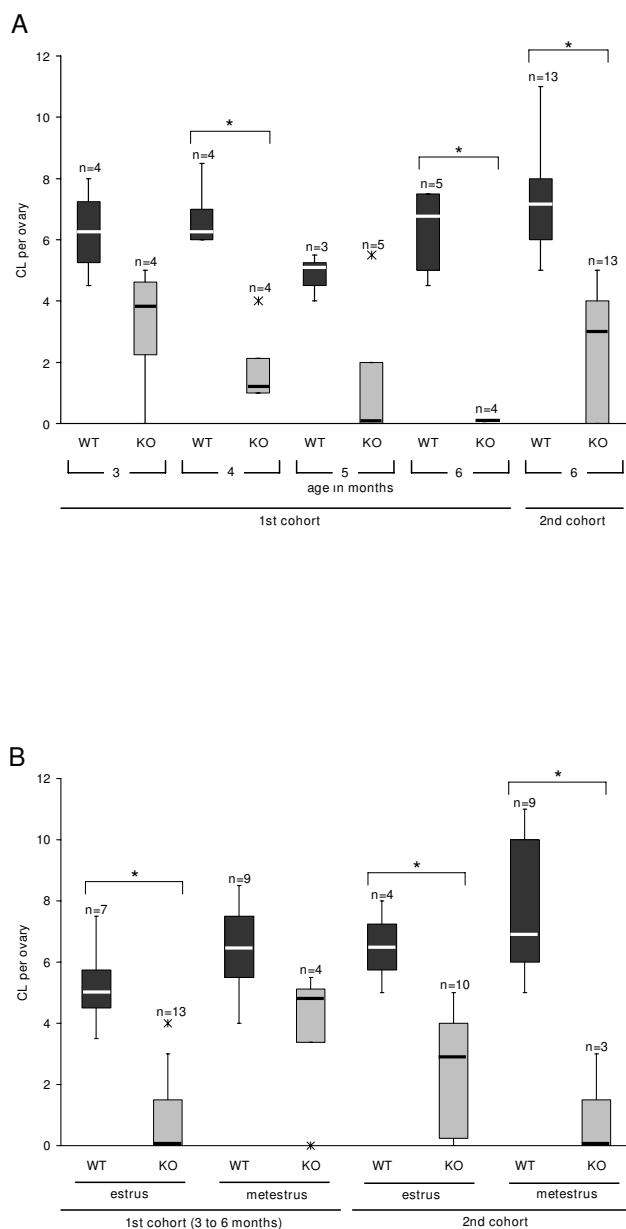 A
12
10
8
6
4
2
0
CL per ovary
n=4
n=4
n=4
n=4
n=3
n=5
n=5
n=4
n=13
n=13
*
*
*
WT KO WT KO WT KO WT KO WT KO
3 4 5 6 6
age in months
1st cohort 2nd cohort
B
12
10
8
6
4
2
0
CL per ovary
n=7
n=13
n=9
n=4
n=4
n=10
n=9
n=3
*
*
*
WT KO WT KO WT KO WT KO
estrus metestrus estrus metestrus
1st cohort (3 to 6 months) 2nd cohort